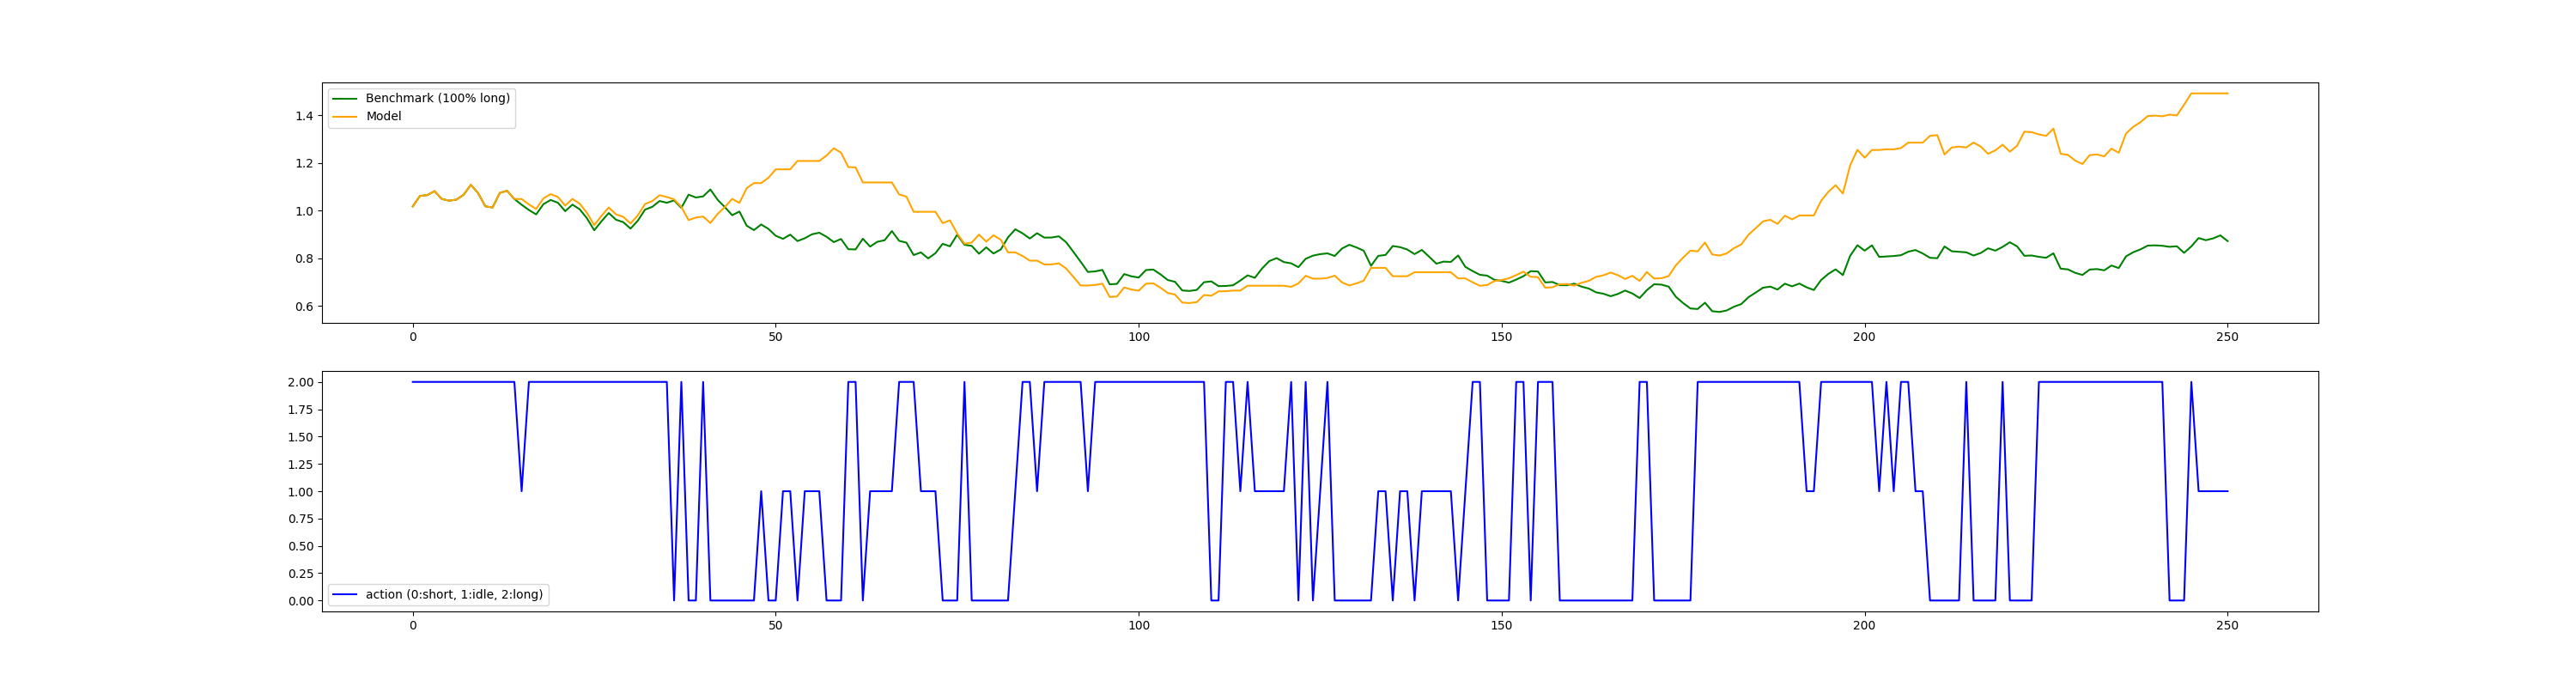 Benchmark (100% long)
Model
1.4
1.2
1.0
0.8
0.6
0 50 100 150 200 250
2.00
1.75
1.50
1.25
1.00
0.75
0.50
0.25
0.00
action (0:short, 1:idle, 2:long)
0 50 100 150 200 250